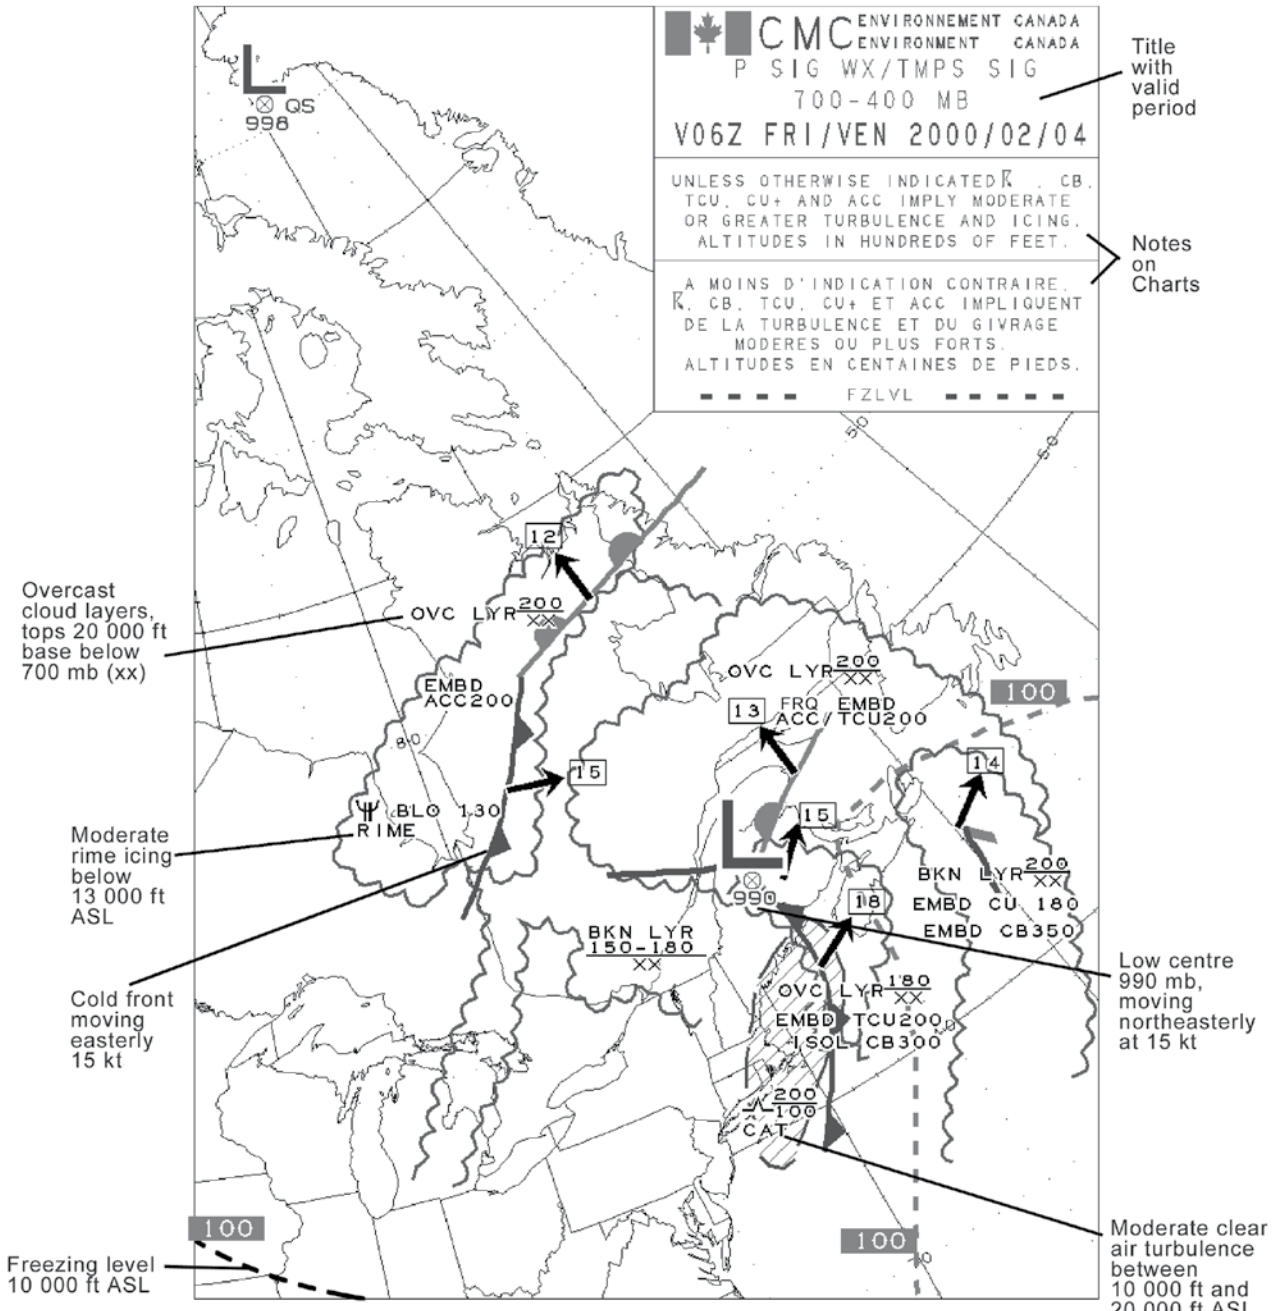 CMC ENVIRONNEMENT CANADA
ENVIRONMENT CANADA
P SIG WX/TMPS SIG
700-400 MB
V06Z FRI/VEN 2000/02/04
UNLESS OTHERWISE INDICATED , CB,
TCU, CU+ AND ACC IMPLY MODERATE
OR GREATER TURBULENCE AND ICING.
ALTITUDES IN HUNDREDS OF FEET.
A MOINS D'INDICATION CONTRAIRE,
, CB, TCU, CU+ ET ACC IMPLIQUENT
DE LA TURBULENCE ET DU GIVRAGE
MODERES OU PLUS FORTS.
ALTITUDES EN CENTAINES DE PIEDS.
FZLVL
Title
with
valid
period
Notes
on
Charts
L
QS
998
50
60
12
OVC LYR 200
XX
EMBD
ACC200
80
15
BLO 130
RIME
OVC LYR 200
XX
13
FRQ EMBD
ACC/TCU200
100
14
15
L
990
18
BKN LYR 200
XX
EMBD CU 180
EMBD CB350
BKN LYR
150-180
XX
OVC LYR 180
XX
EMBD TCU200
ISOL CB300
200
100
CAT
100
100
Overcast
cloud layers,
tops 20 000 ft
base below
700 mb (xx)
Moderate
rime icing
below
13 000 ft
ASL
Cold front
moving
easterly
15 kt
Freezing level
10 000 ft ASL
Low centre
990 mb,
moving
northeasterly
at 15 kt
Moderate clear
air turbulence
between
10 000 ft and
20 000 ft ASL